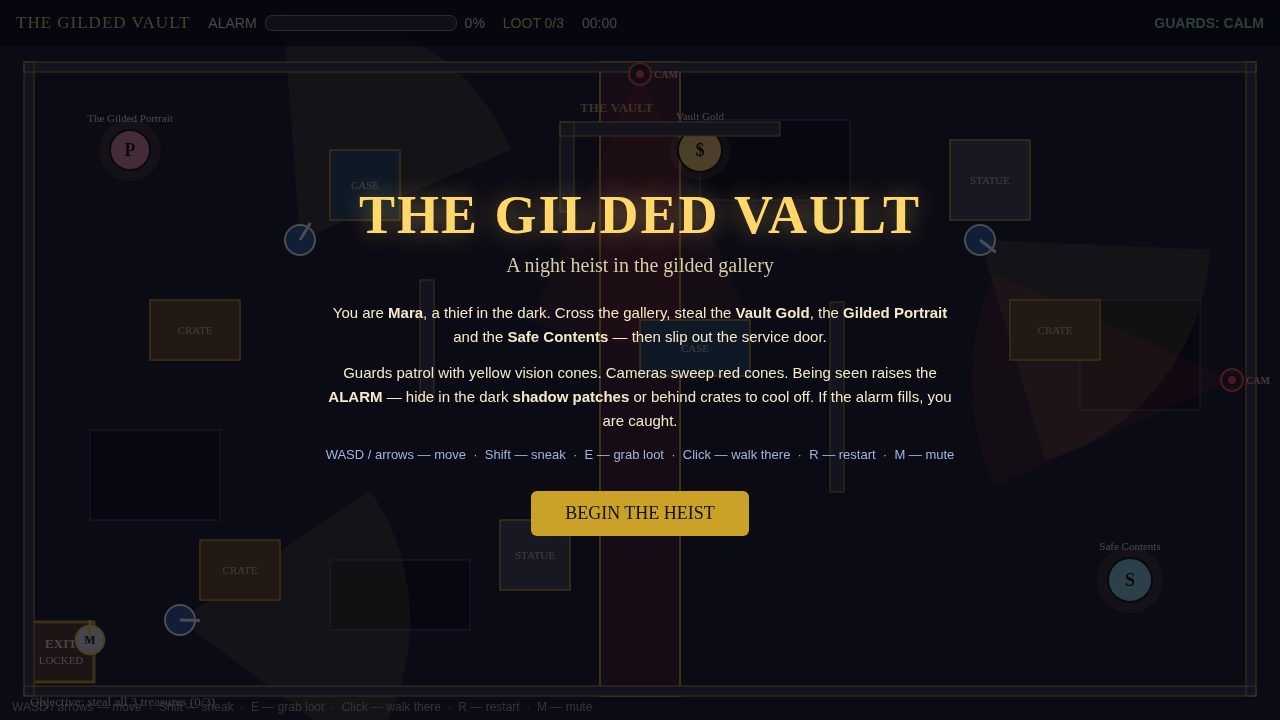 THE GILDED VAULT ALARM 0% LOOT 0/3 00:00 GUARDS: CALM
CAM
THE VAULT
The Gilded Portrait
Vault Gold
P
$
CASE
STATUE
THE GILDED VAULT
A night heist in the gilded gallery
You are Mara, a thief in the dark. Cross the gallery, steal the Vault Gold, the Gilded Portrait
and the Safe Contents — then slip out the service door.
CRATE
CRATE
CASE
Guards patrol with yellow vision cones. Cameras sweep red cones. Being seen raises the
ALARM — hide in the dark shadow patches or behind crates to cool off. If the alarm fills, you
are caught.
CAM
WASD / arrows — move · Shift — sneak · E — grab loot · Click — walk there · R — restart · M — mute
BEGIN THE HEIST
STATUE
Safe Contents
CRATE
S
EXIT
M
LOCKED
Objective: steal all 3 treasures (0/3)
WASD / arrows — move · Shift — sneak · E — grab loot · Click — walk there · R — restart · M — mute